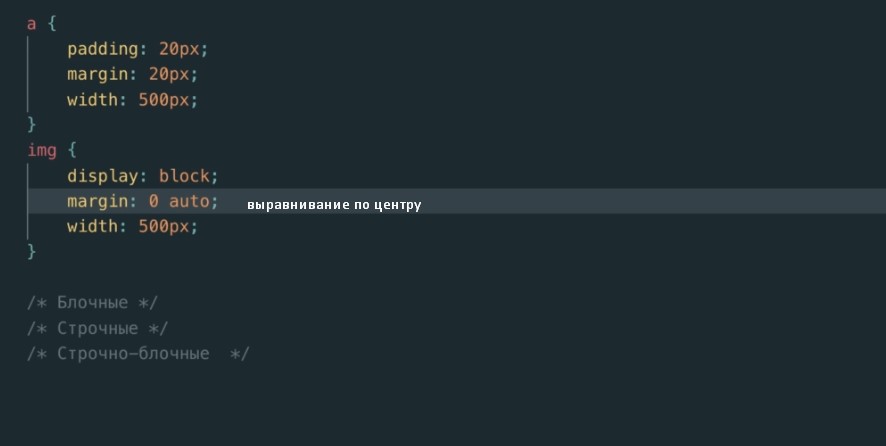 a {
padding: 20px;
margin: 20px;
width: 500px;
}
img {
display: block;
margin: 0 auto; выравнивание по центру
width: 500px;
}
/* Блочные */
/* Строчные */
/* Строчно-блочные  */